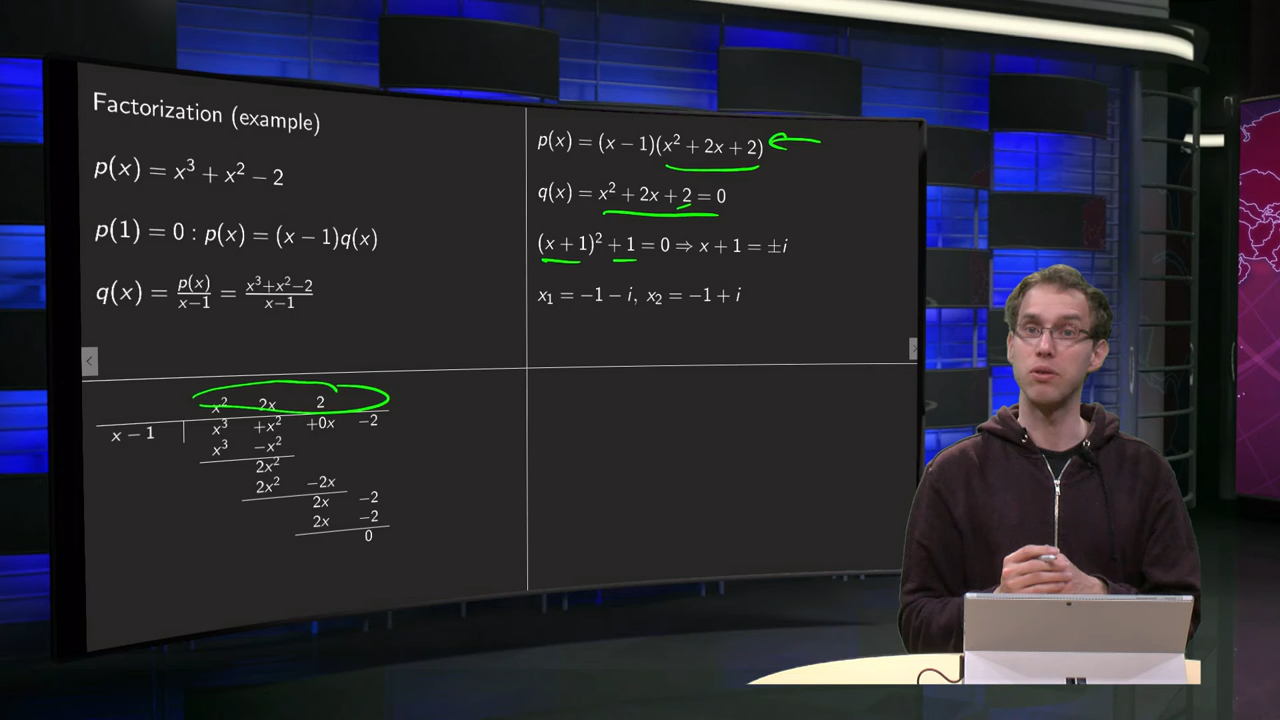 Factorization (example)
p(x) = x³ + x² − 2
p(1) = 0 : p(x) = (x − 1)q(x)
q(x) = p(x)/(x−1) = (x³+x²−2)/(x−1)
x² 2x 2
x − 1 | x³ +x² +0x −2
x³ −x²
2x²
2x² −2x
2x −2
2x −2
0
p(x) = (x − 1)(x² + 2x + 2)
q(x) = x² + 2x + 2 = 0
(x + 1)² + 1 = 0 ⇒ x + 1 = ±i
x₁ = −1 − i, x₂ = −1 + i